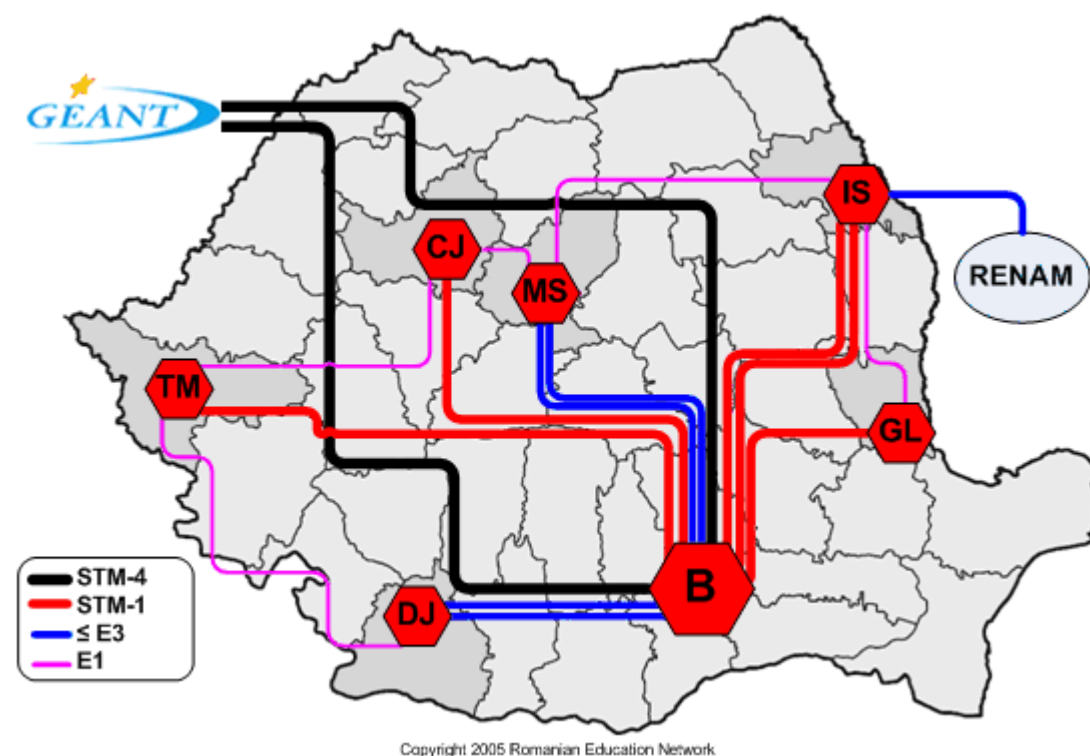 GEANT
IS
CJ
MS
RENAM
TM
GL
B
DJ
STM-4
STM-1
≤ E3
E1
Copyright 2005 Romanian Education Network